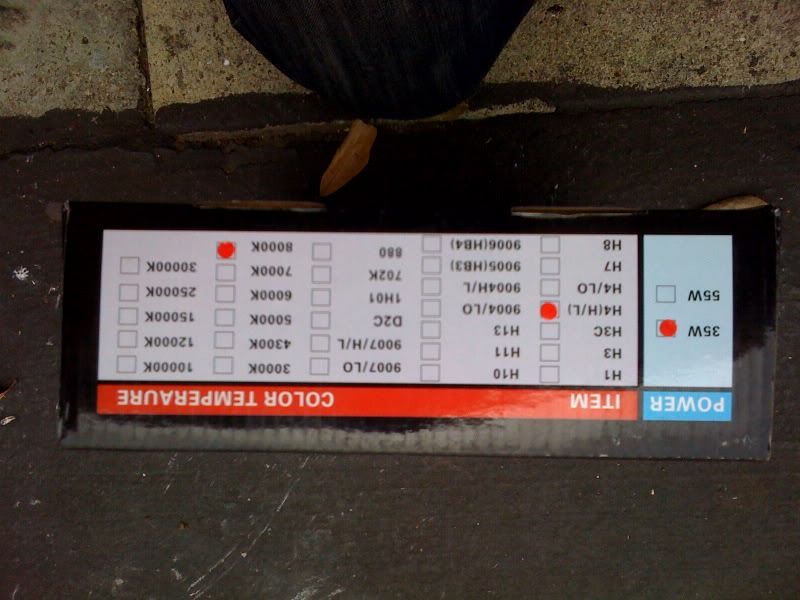 POWER
35W
55W
ITEM
H1
H3
H3C
H4(H/L)
H4/LO
H7
H8
H10
H11
H13
9004/LO
9004H/L
9005(HB3)
9006(HB4)
9007/LO
9007/H/L
D2C
1H01
702K
880
COLOR TEMPERAURE
3000K
4300K
5000K
6000K
7000K
8000K
10000K
12000K
15000K
25000K
30000K